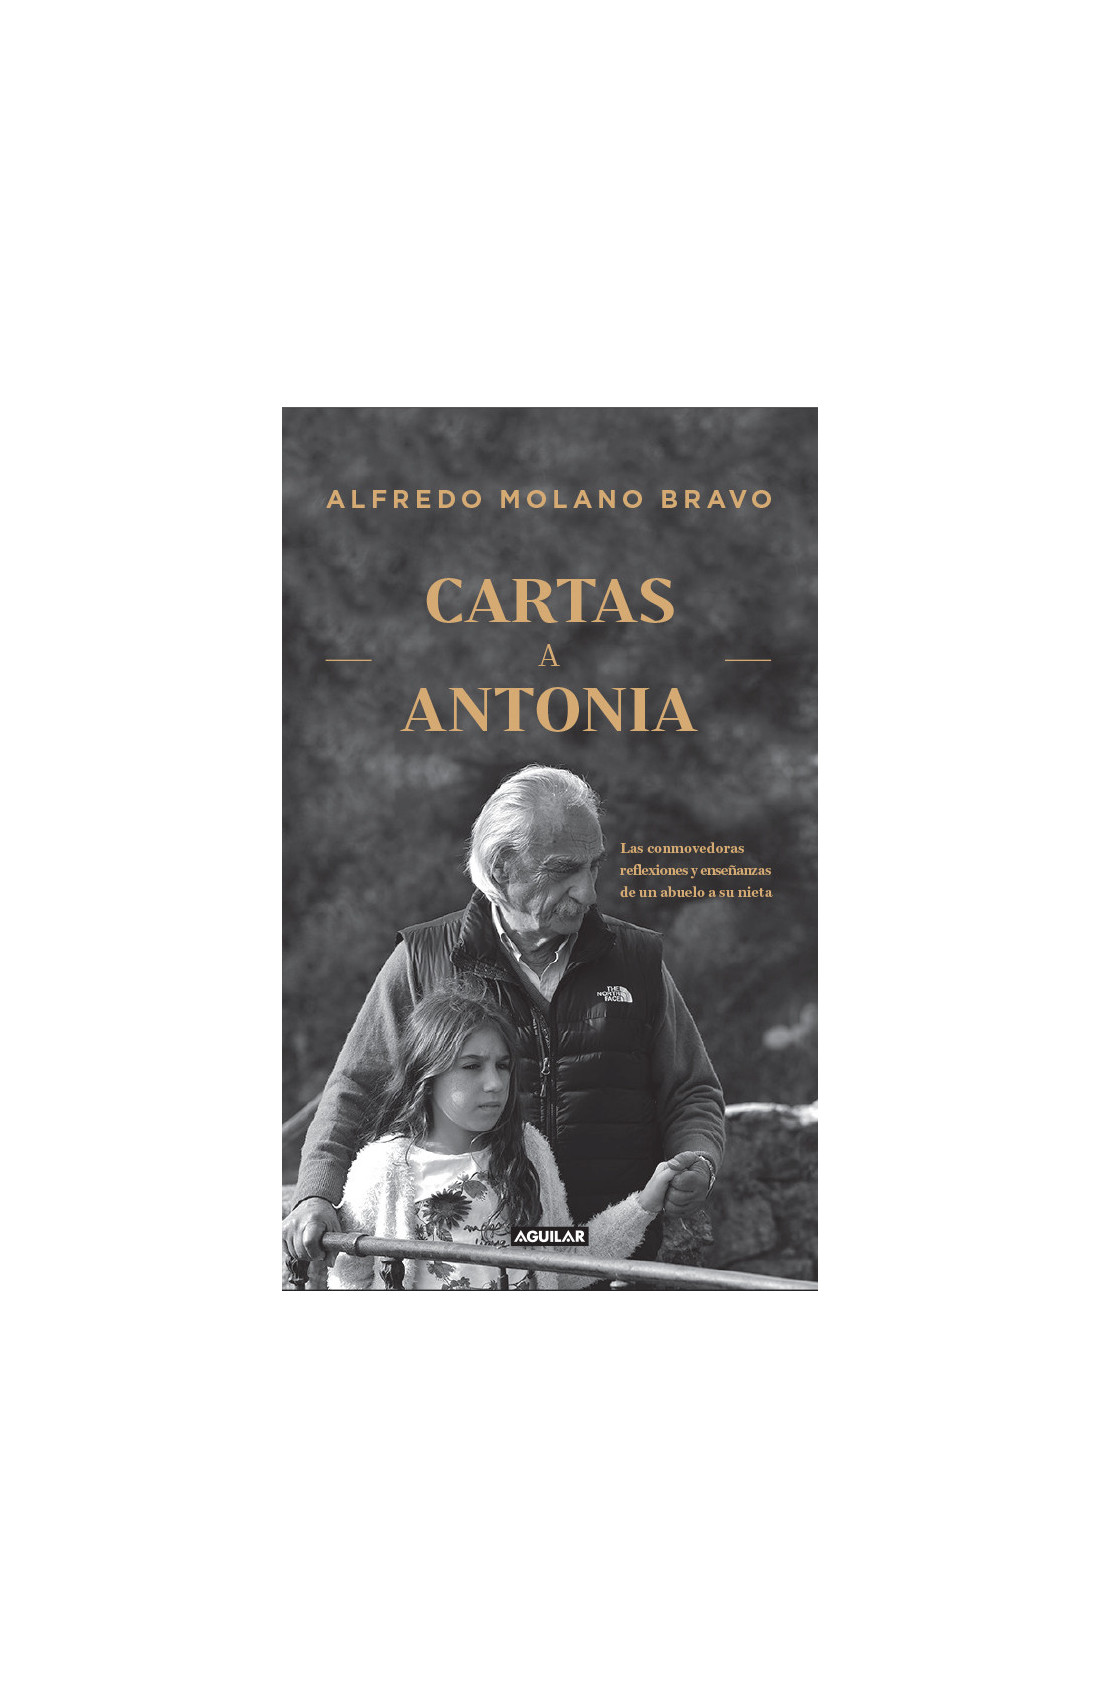 ALFREDO MOLANO BRAVO
CARTAS
A
ANTONIA
Las conmovedoras
reflexiones y enseñanzas
de un abuelo a su nieta
THE
NORTH
FACE
AGUILAR